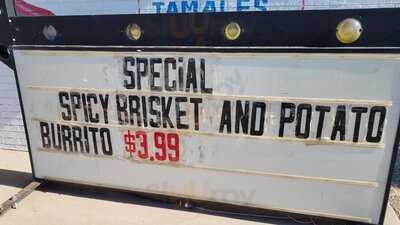 TAMALES
SPECiAL
SPICY BRISKET AND POTATO
BURRITO $3.99